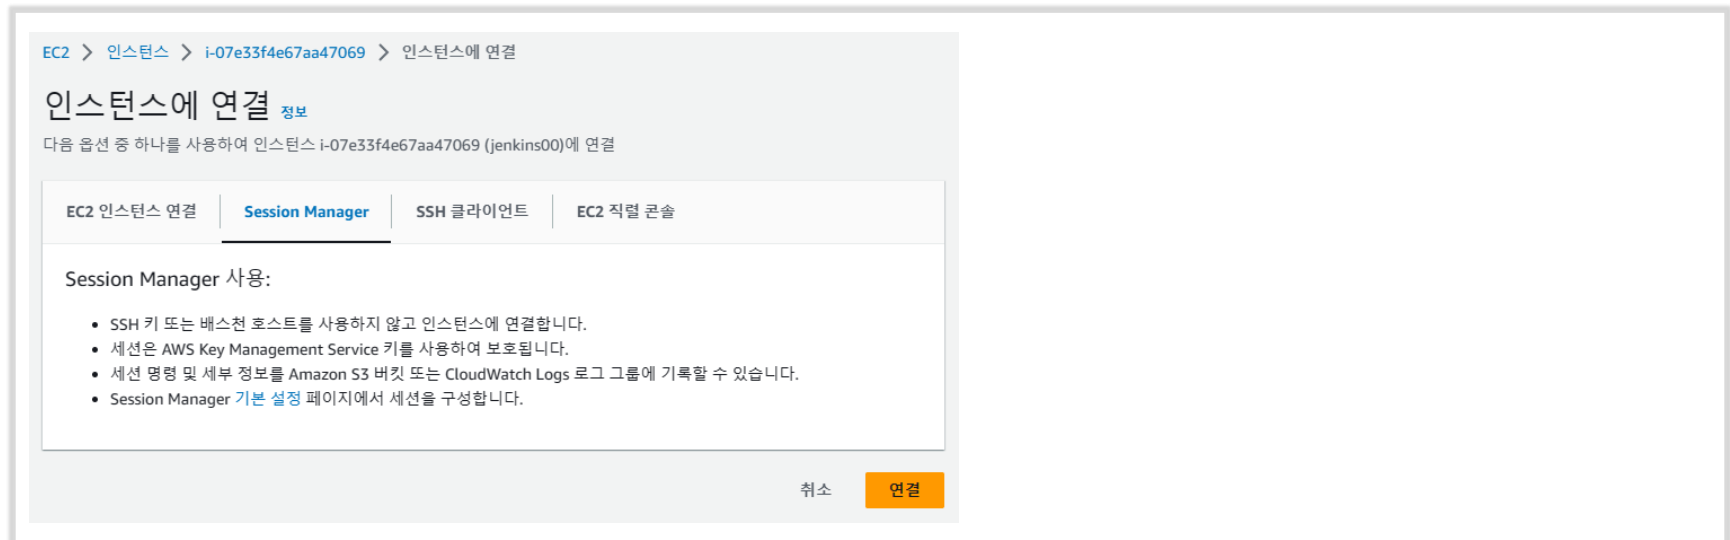 EC2 > 인스턴스 > i-07e33f4e67aa47069 > 인스턴스에 연결
인스턴스에 연결 정보
다음 옵션 중 하나를 사용하여 인스턴스 i-07e33f4e67aa47069 (jenkins00)에 연결
EC2 인스턴스 연결 Session Manager SSH 클라이언트 EC2 직렬 콘솔
Session Manager 사용:
• SSH 키 또는 배스천 호스트를 사용하지 않고 인스턴스에 연결합니다.
• 세션은 AWS Key Management Service 키를 사용하여 보호됩니다.
• 세션 명령 및 세부 정보를 Amazon S3 버킷 또는 CloudWatch Logs 로그 그룹에 기록할 수 있습니다.
• Session Manager 기본 설정 페이지에서 세션을 구성합니다.
취소 연결